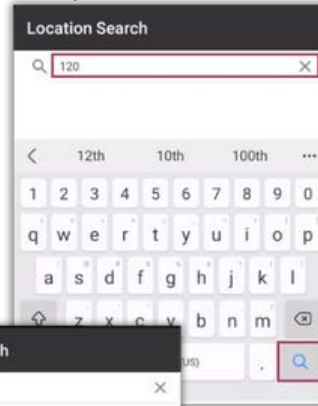 Location Search
120
12th 10th 100th ...
1 2 3 4 5 6 7 8 9 0
q w e r t y u i o p
a s d f g h j k l
z x c v b n m
h
US)
.